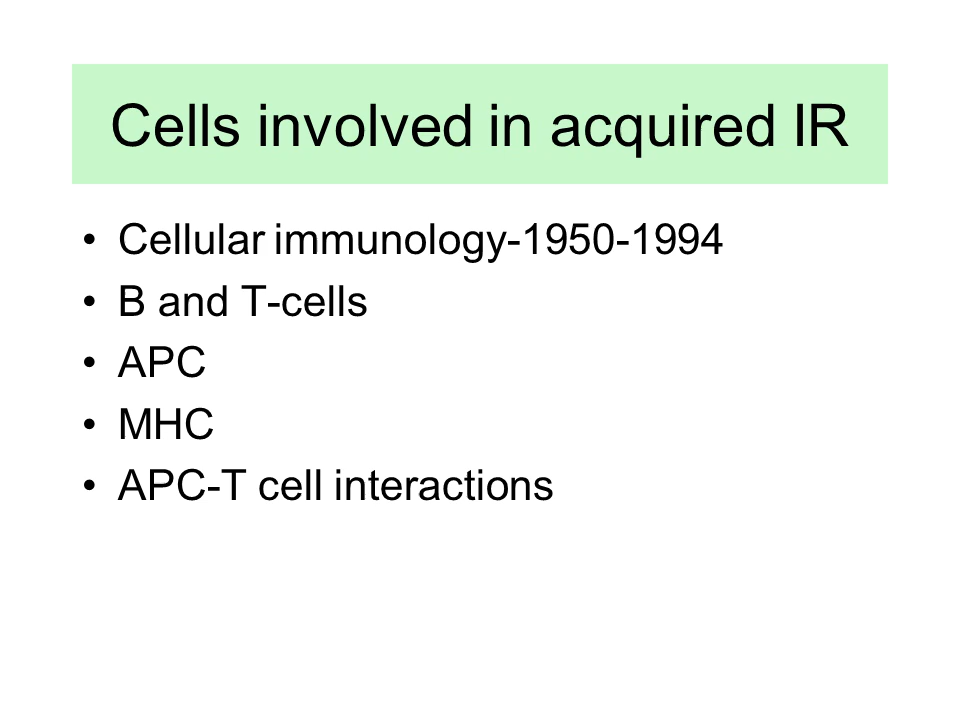 Cells involved in acquired IR
• Cellular immunology-1950-1994
• B and T-cells
• APC
• MHC
• APC-T cell interactions